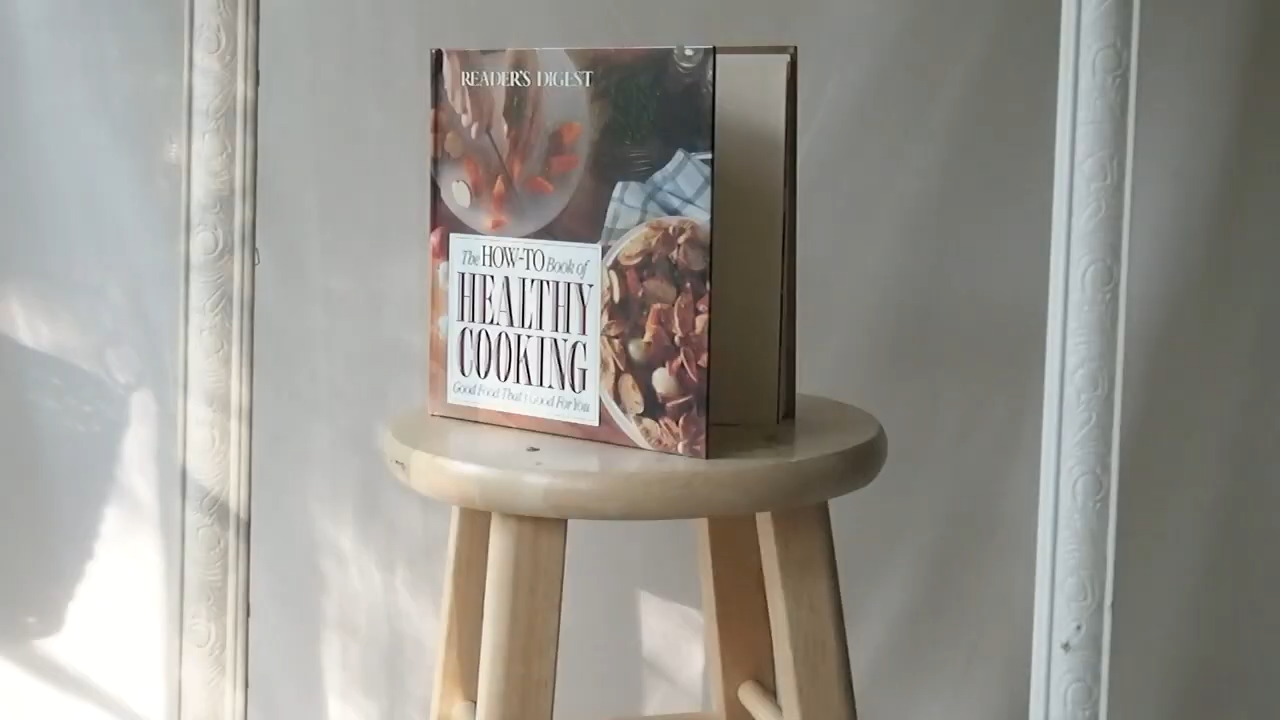 READER'S DIGEST
The HOW-TO Book of
HEALTHY
COOKING
Good Food That's Good For You